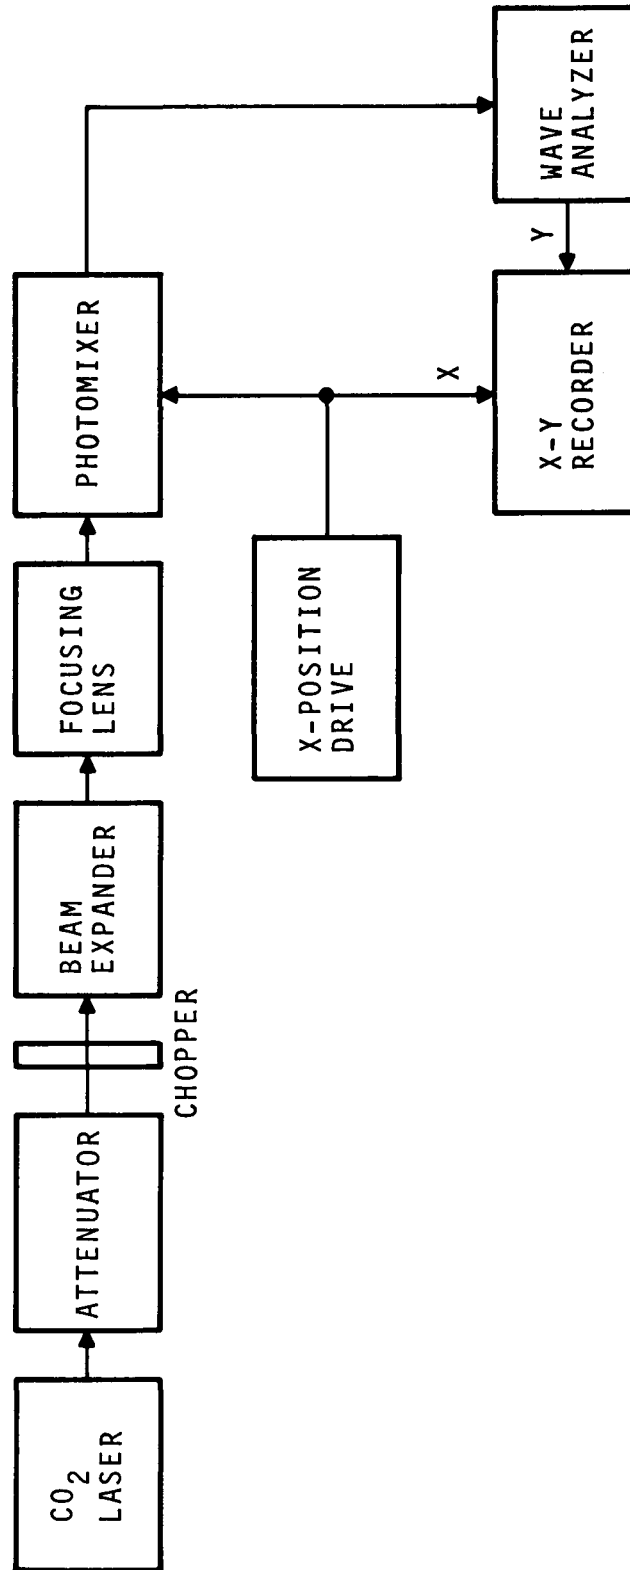 CO2
LASER
ATTENUATOR
CHOPPER
BEAM
EXPANDER
FOCUSING
LENS
PHOTOMIXER
X-POSITION
DRIVE
X
X-Y
RECORDER
Y
WAVE
ANALYZER